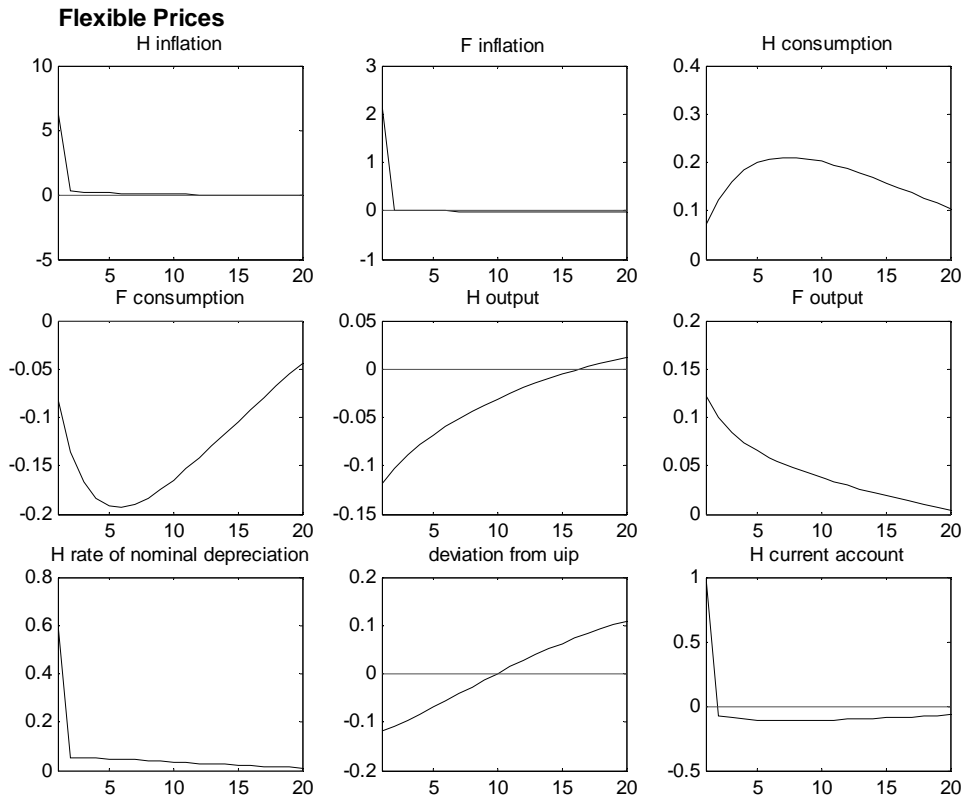 Flexible Prices
H inflation
F inflation
H consumption
10
5
0
-5
5 10 15 20
3
2
1
0
-1
5 10 15 20
0.4
0.3
0.2
0.1
0
5 10 15 20
F consumption
H output
F output
0
-0.05
-0.1
-0.15
-0.2
5 10 15 20
0.05
0
-0.05
-0.1
-0.15
5 10 15 20
0.2
0.15
0.1
0.05
0
5 10 15 20
H rate of nominal depreciation
deviation from uip
H current account
0.8
0.6
0.4
0.2
0
5 10 15 20
0.2
0.1
0
-0.1
-0.2
5 10 15 20
1
0.5
0
-0.5
5 10 15 20